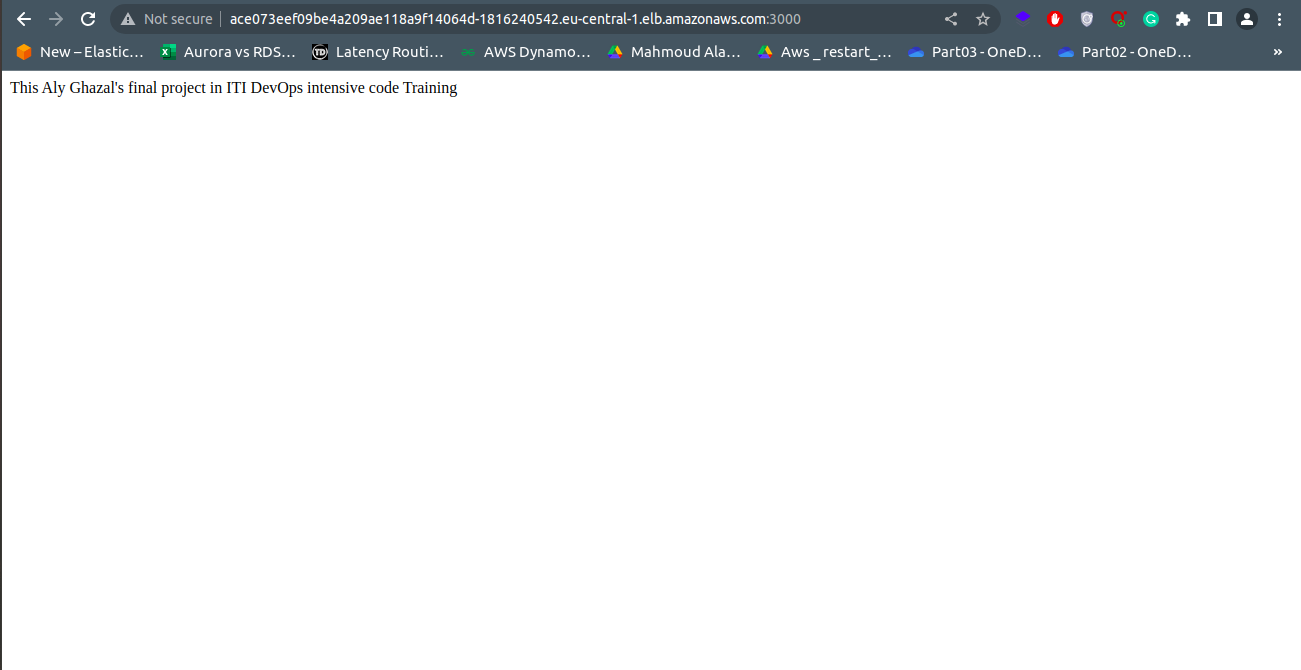 Not secure ace073eef09be4a209ae118a9f14064d-1816240542.eu-central-1.elb.amazonaws.com:3000
New – Elastic... Aurora vs RDS... TD Latency Routi... AWS Dynamo... Mahmoud Ala... Aws _restart_... Part03 - OneD... Part02 - OneD... »
This Aly Ghazal's final project in ITI DevOps intensive code Training